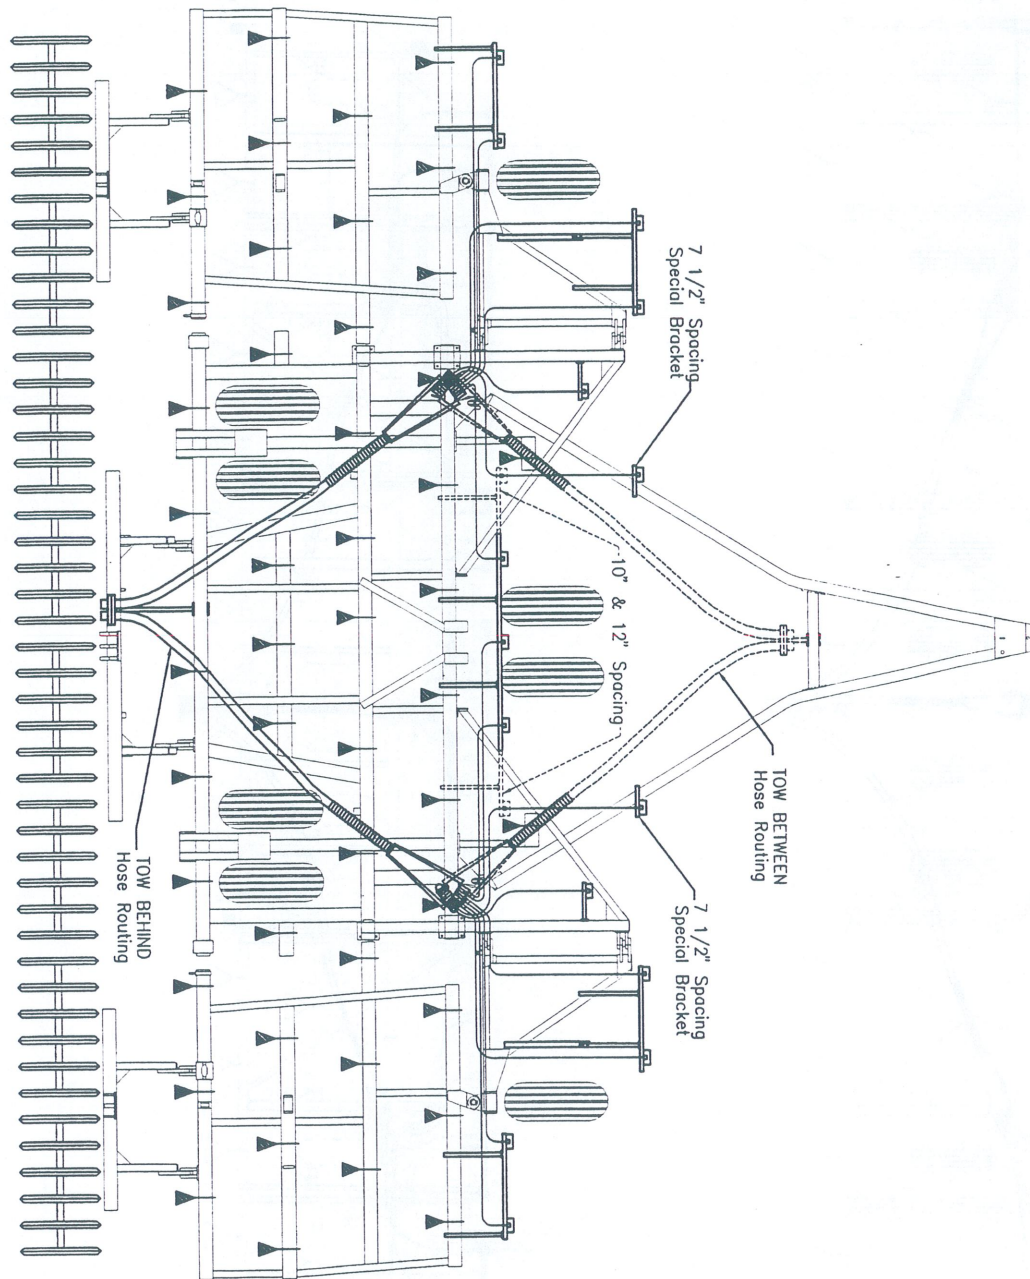 7 1/2" Spacing
Special Bracket
10" & 12" Spacing
TOW BETWEEN
Hose Routing
7 1/2" Spacing
Special Bracket
TOW BEHIND
Hose Routing